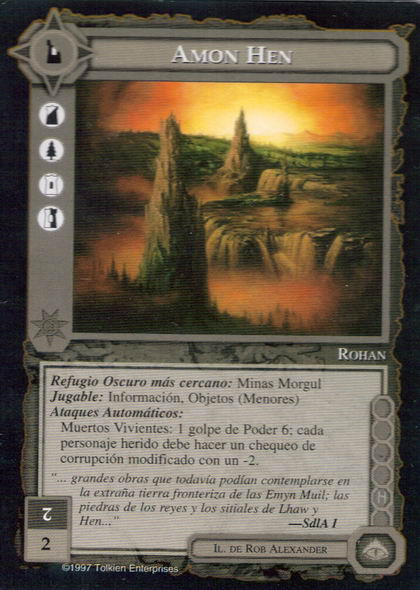 AMON HEN
ROHAN
Refugio Oscuro más cercano: Minas Morgul
Jugable: Información, Objetos (Menores)
Ataques Automáticos:
Muertos Vivientes: 1 golpe de Poder 6; cada
personaje herido debe hacer un chequeo de
corrupción modificado con un -2.
"... grandes obras que todavía podían contemplarse en
la extraña tierra fronteriza de las Emyn Muil; las
piedras de los reyes y los sitiales de Lhaw y
Hen..."
—SdlA I
H
2
2
IL. DE ROB ALEXANDER
©1997 Tolkien Enterprises